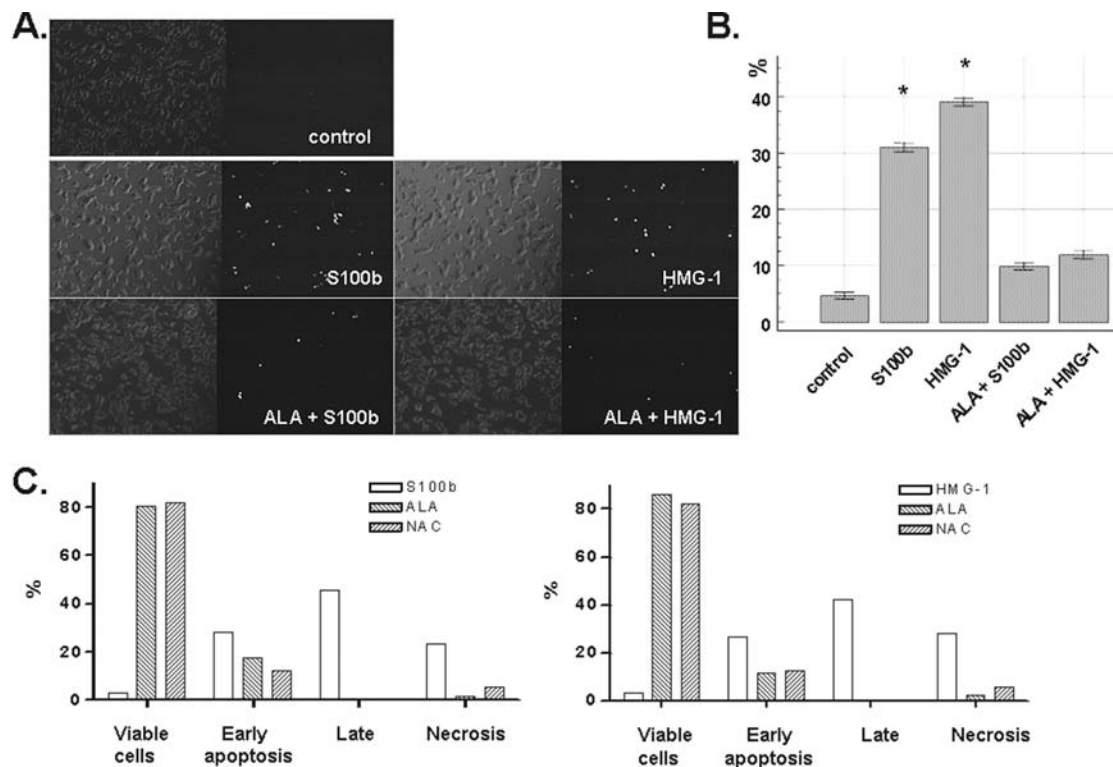 A.
control
S100b
HMG-1
ALA + S100b
ALA + HMG-1
B.
%
40
30
20
10
0
*
*
control
S100b
HMG-1
ALA + S100b
ALA + HMG-1
C.
S100b
ALA
NAC
%
80
60
40
20
0
Viable cells
Early apoptosis
Late
Necrosis
HMG-1
ALA
NAC
%
80
60
40
20
0
Viable cells
Early apoptosis
Late
Necrosis